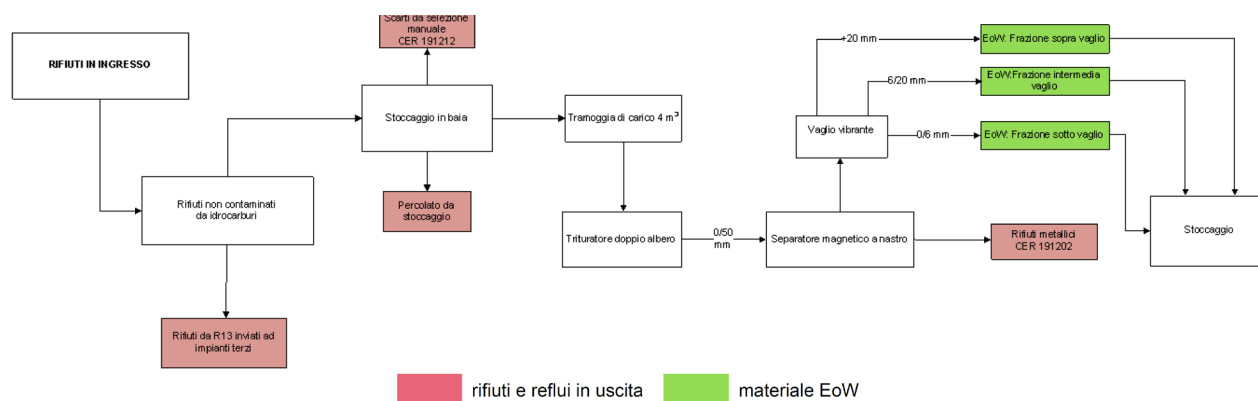 Scarti da selezione
manuale
CER 191212
RIFIUTI IN INGRESSO
Stoccaggio in baia
Tramoggia di carico 4 m³
+20 mm
EoW: Frazione sopra vaglio
6/20 mm
EoW:Frazione intermedia
vaglio
Vaglio vibrante
0/6 mm
EoW: Frazione sotto vaglio
Rifiuti non contaminati
da idrocarburi
Percolato da
stoccaggio
Trituratore doppio albero
0/50
mm
Separatore magnetico a nastro
Rifiuti metallici
CER 191202
Stoccaggio
Rifiuti da R13 inviati ad
impianti terzi
rifiuti e reflui in uscita
materiale EoW